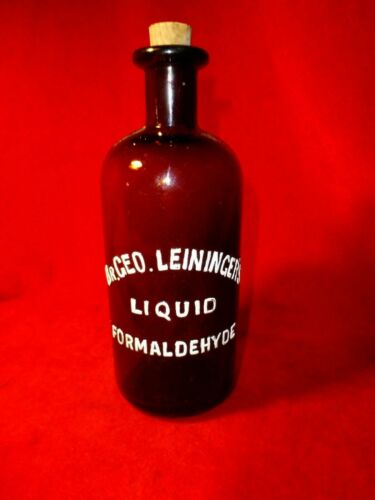 DR. GEO. LEININGER'S
LIQUID
FORMALDEHYDE